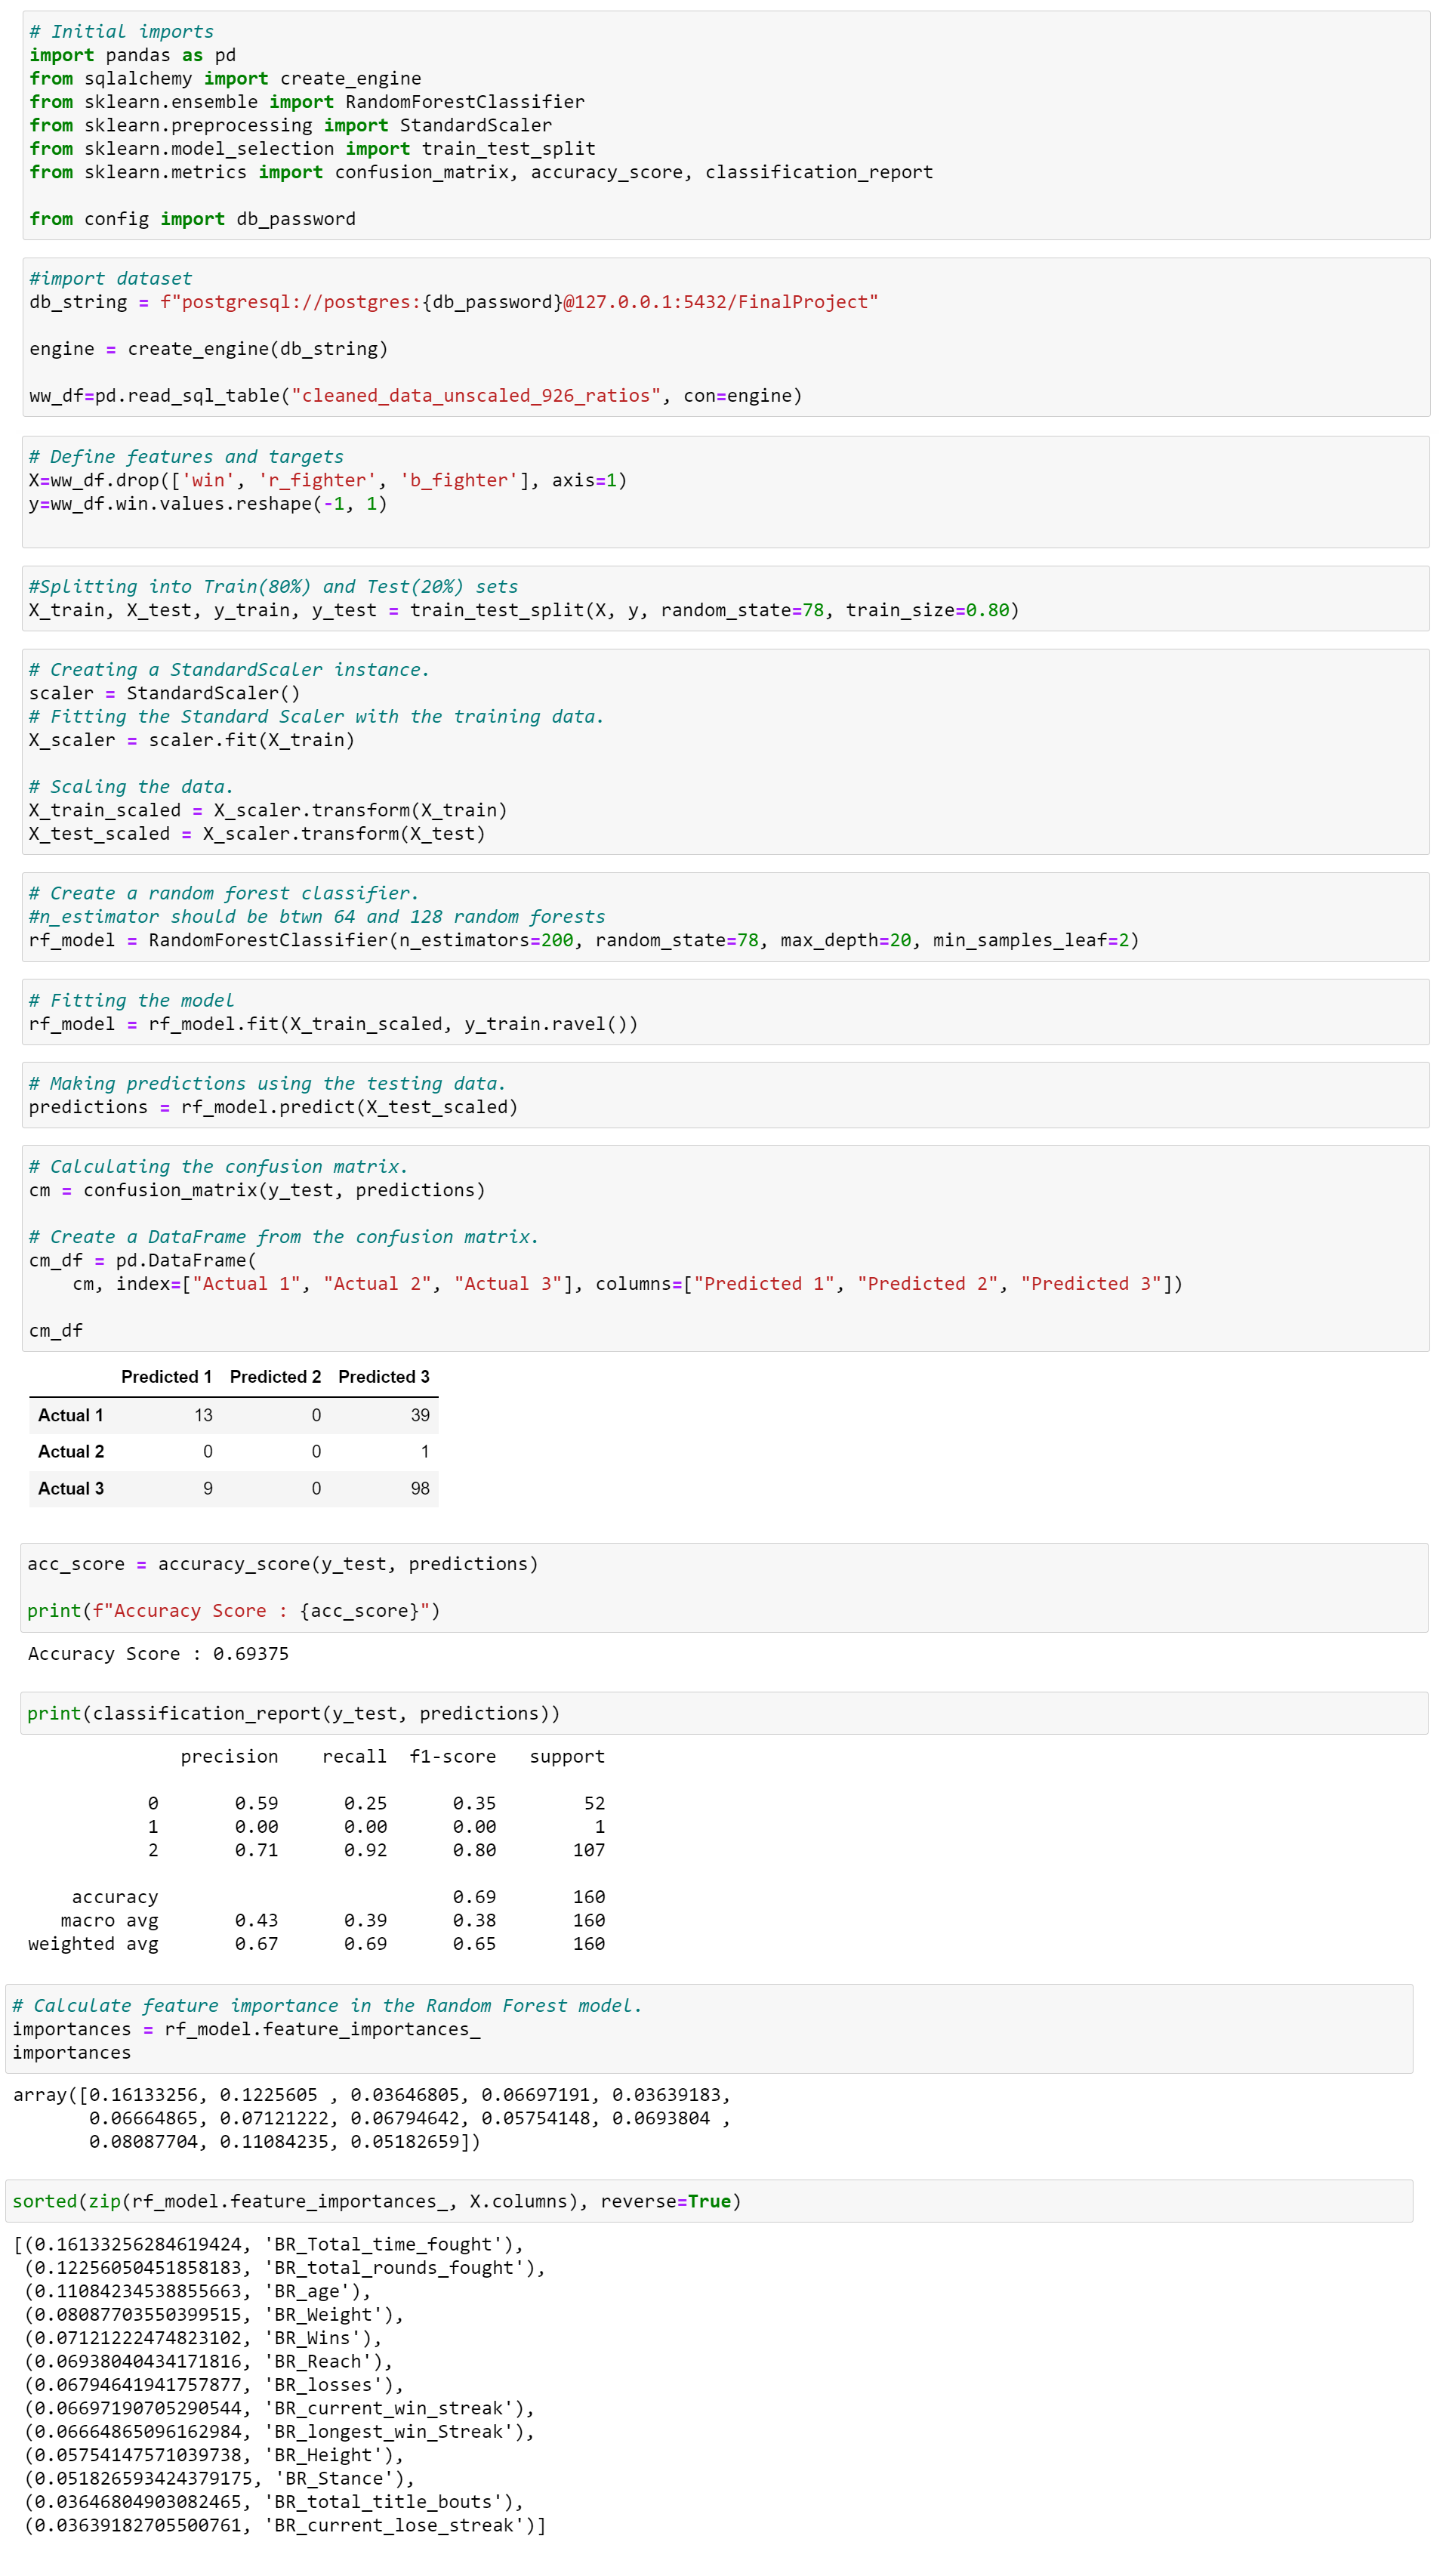 # Initial imports
import pandas as pd
from sqlalchemy import create_engine
from sklearn.ensemble import RandomForestClassifier
from sklearn.preprocessing import StandardScaler
from sklearn.model_selection import train_test_split
from sklearn.metrics import confusion_matrix, accuracy_score, classification_report
from config import db_password
#import dataset
db_string = f"postgresql://postgres:{db_password}@127.0.0.1:5432/FinalProject"
engine = create_engine(db_string)
ww_df=pd.read_sql_table("cleaned_data_unscaled_926_ratios", con=engine)
# Define features and targets
X=ww_df.drop(['win', 'r_fighter', 'b_fighter'], axis=1)
y=ww_df.win.values.reshape(-1, 1)
#Splitting into Train(80%) and Test(20%) sets
X_train, X_test, y_train, y_test = train_test_split(X, y, random_state=78, train_size=0.80)
# Creating a StandardScaler instance.
scaler = StandardScaler()
# Fitting the Standard Scaler with the training data.
X_scaler = scaler.fit(X_train)
# Scaling the data.
X_train_scaled = X_scaler.transform(X_train)
X_test_scaled = X_scaler.transform(X_test)
# Create a random forest classifier.
#n_estimator should be btwn 64 and 128 random forests
rf_model = RandomForestClassifier(n_estimators=200, random_state=78, max_depth=20, min_samples_leaf=2)
# Fitting the model
rf_model = rf_model.fit(X_train_scaled, y_train.ravel())
# Making predictions using the testing data.
predictions = rf_model.predict(X_test_scaled)
# Calculating the confusion matrix.
cm = confusion_matrix(y_test, predictions)
# Create a DataFrame from the confusion matrix.
cm_df = pd.DataFrame(
    cm, index=["Actual 1", "Actual 2", "Actual 3"], columns=["Predicted 1", "Predicted 2", "Predicted 3"])
cm_df
Predicted 1 Predicted 2 Predicted 3
Actual 1 13 0 39
Actual 2 0 0 1
Actual 3 9 0 98
acc_score = accuracy_score(y_test, predictions)
print(f"Accuracy Score : {acc_score}")
Accuracy Score : 0.69375
print(classification_report(y_test, predictions))
precision recall f1-score support
0 0.59 0.25 0.35 52
1 0.00 0.00 0.00 1
2 0.71 0.92 0.80 107
accuracy 0.69 160
macro avg 0.43 0.39 0.38 160
weighted avg 0.67 0.69 0.65 160
# Calculate feature importance in the Random Forest model.
importances = rf_model.feature_importances_
importances
array([0.16133256, 0.1225605 , 0.03646805, 0.06697191, 0.03639183,
0.06664865, 0.07121222, 0.06794642, 0.05754148, 0.0693804 ,
0.08087704, 0.11084235, 0.05182659])
sorted(zip(rf_model.feature_importances_, X.columns), reverse=True)
[(0.16133256284619424, 'BR_Total_time_fought'),
(0.12256050451858183, 'BR_total_rounds_fought'),
(0.11084234538855663, 'BR_age'),
(0.08087703550399515, 'BR_Weight'),
(0.07121222474823102, 'BR_Wins'),
(0.06938040434171816, 'BR_Reach'),
(0.06794641941757877, 'BR_losses'),
(0.06697190705290544, 'BR_current_win_streak'),
(0.06664865096162984, 'BR_longest_win_Streak'),
(0.05754147571039738, 'BR_Height'),
(0.051826593424379175, 'BR_Stance'),
(0.03646804903082465, 'BR_total_title_bouts'),
(0.03639182705500761, 'BR_current_lose_streak')]